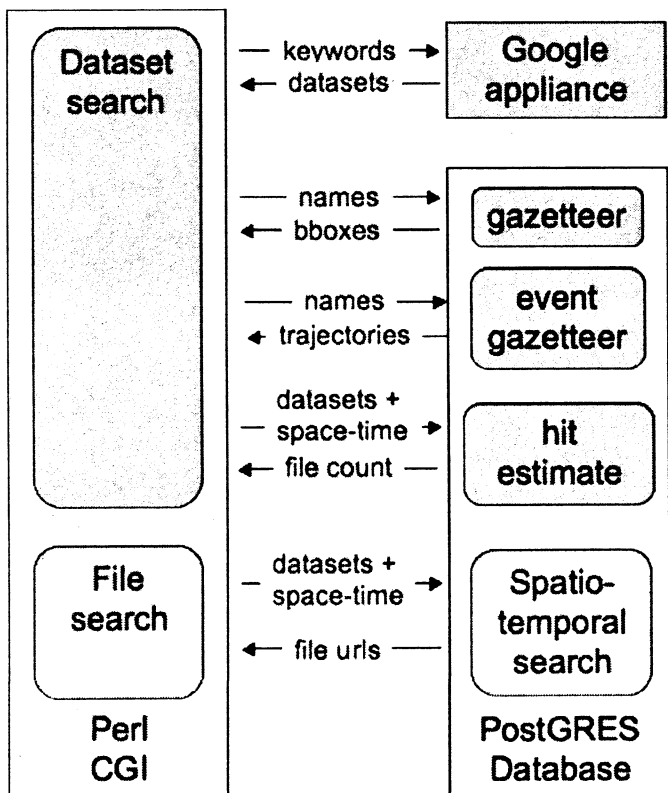 Dataset
search
keywords
datasets
Google
appliance
names
bboxes
gazetteer
names
trajectories
event
gazetteer
datasets +
space-time
file count
hit
estimate
File
search
datasets +
space-time
file urls
Spatio-
temporal
search
Perl
CGI
PostGRES
Database